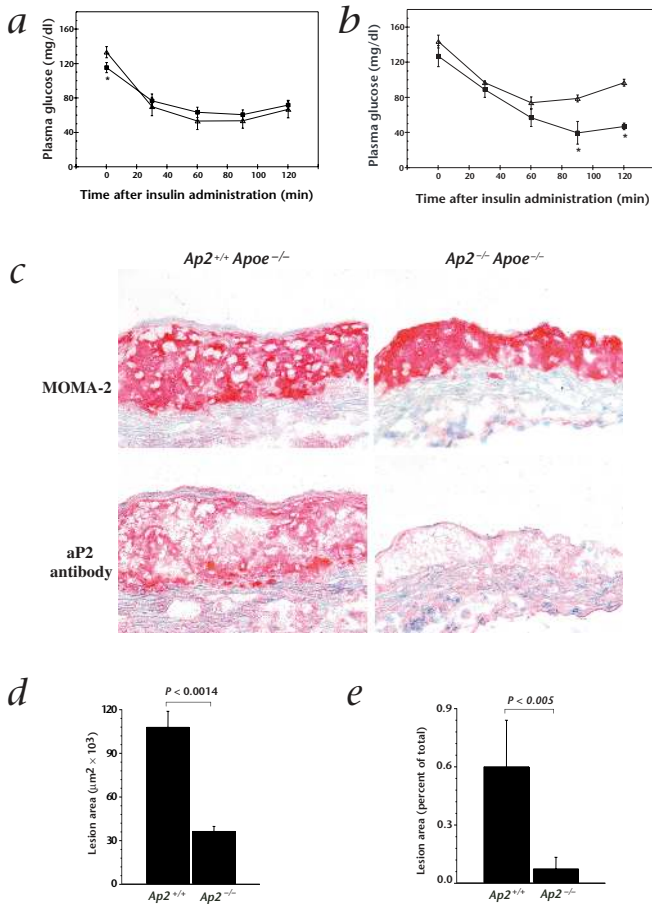 a
Plasma glucose (mg/dl)
160
120
80
40
*
0 20 40 60 80 100 120
Time after insulin administration (min)
b
Plasma glucose (mg/dl)
160
120
80
40
0
* *
0 20 40 60 80 100 120
Time after insulin administration (min)
c
Ap2+/+ Apoe−/− Ap2−/− Apoe−/−
MOMA-2
aP2
antibody
d
P < 0.0014
Lesion area (μm2 × 103)
120
90
60
30
0
Ap2+/+ Ap2−/−
e
P < 0.005
Lesion area (percent of total)
0.9
0.6
0.3
0.0
Ap2+/+ Ap2−/−